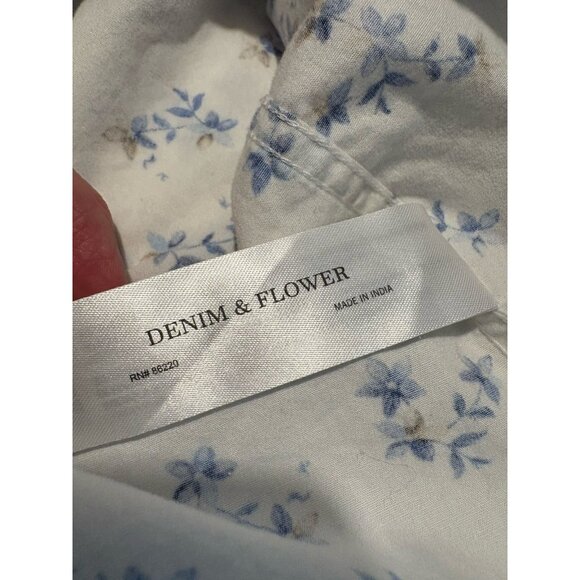 DENIM & FLOWER
RN# 86220
MADE IN INDIA